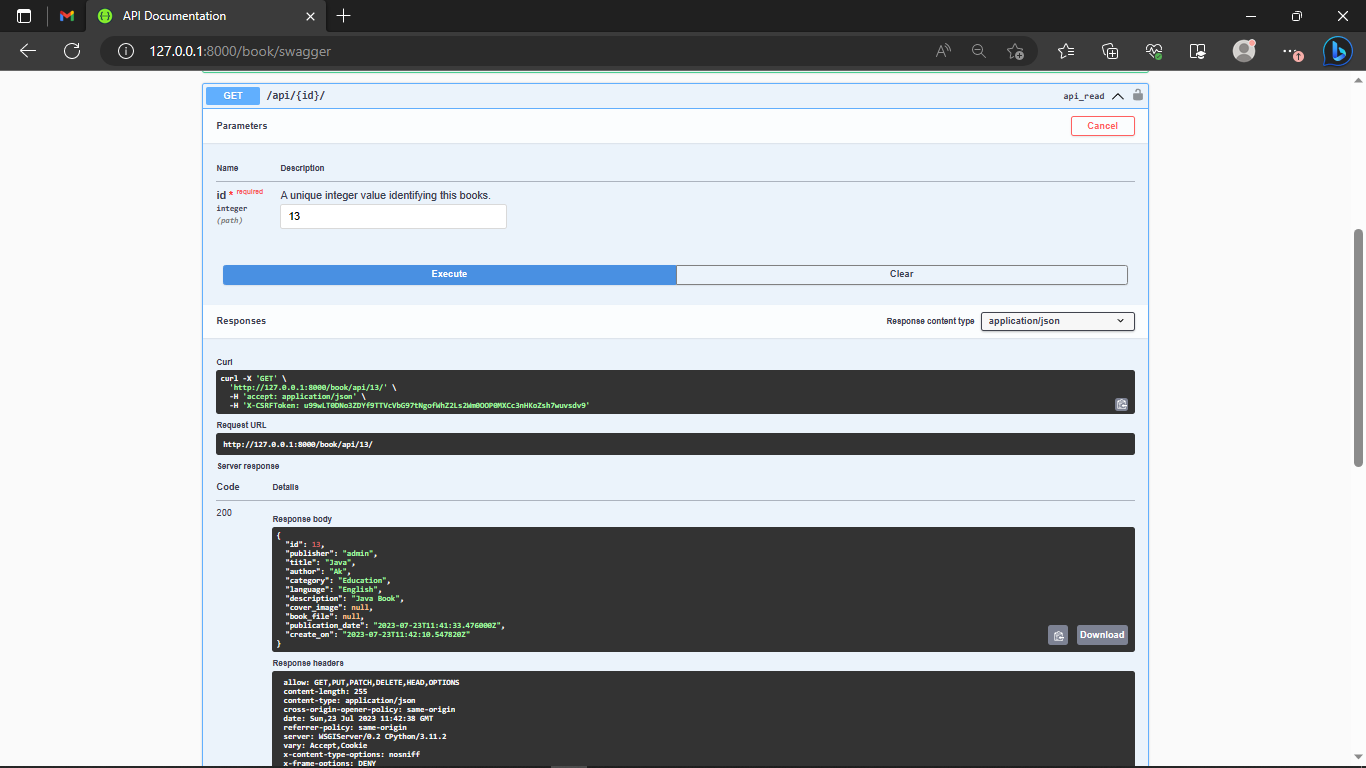 API Documentation
127.0.0.1:8000/book/swagger
GET /api/{id}/ api_read
Parameters Cancel
Name Description
id * required A unique integer value identifying this books.
integer
(path)
13
Execute Clear
Responses Response content type application/json
Curl
curl -X 'GET' \
'http://127.0.0.1:8000/book/api/13/' \
-H 'accept: application/json' \
-H 'X-CSRFToken: u99wLT0DNo3ZDYf9TTVcVbG97tNgofWhZ2Ls2Wm0OOP0MXCc3nHKoZsh7wuvsdv9'
Request URL
http://127.0.0.1:8000/book/api/13/
Server response
Code Details
200
Response body
{
"id": 13,
"publisher": "admin",
"title": "Java",
"author": "Ak",
"category": "Education",
"language": "English",
"description": "Java Book",
"cover_image": null,
"book_file": null,
"publication_date": "2023-07-23T11:41:33.476000Z",
"create_on": "2023-07-23T11:42:10.547820Z"
}
Download
Response headers
allow: GET,PUT,PATCH,DELETE,HEAD,OPTIONS
content-length: 255
content-type: application/json
cross-origin-opener-policy: same-origin
date: Sun,23 Jul 2023 11:42:38 GMT
referrer-policy: same-origin
server: WSGIServer/0.2 CPython/3.11.2
vary: Accept,Cookie
x-content-type-options: nosniff
x-frame-options: DENY